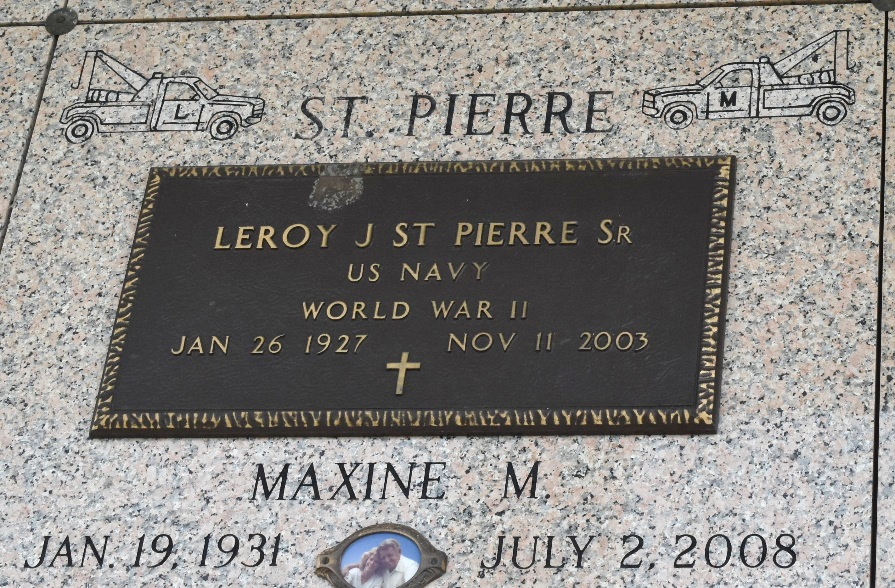 L ST. PIERRE M
LEROY J ST PIERRE SR
US NAVY
WORLD WAR II
JAN 26 1927 NOV 11 2003
MAXINE M.
JAN. 19, 1931 JULY 2, 2008